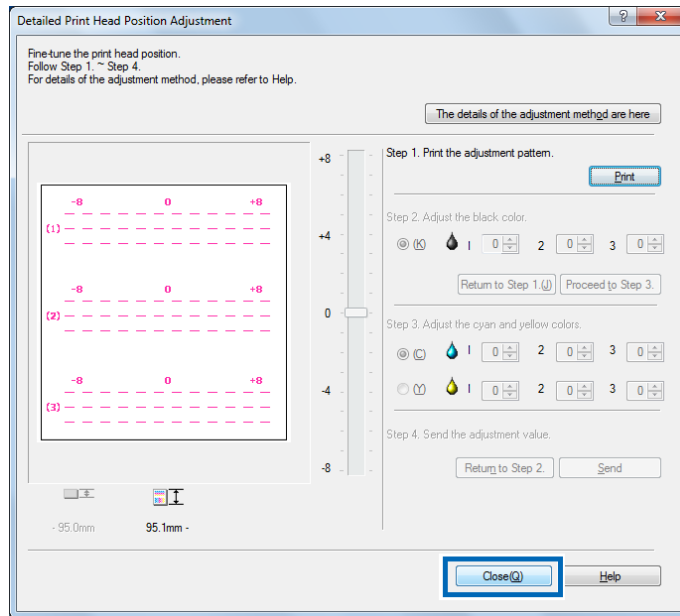 Detailed Print Head Position Adjustment
Fine-tune the print head position.
Follow Step 1. ~ Step 4.
For details of the adjustment method, please refer to Help.
The details of the adjustment method are here
+8
Step 1. Print the adjustment pattern.
Print
-8 0 +8
(1)
Step 2. Adjust the black color.
+4
(K) 1 0 2 0 3 0
Return to Step 1.(J) Proceed to Step 3.
-8 0 +8
(2)
0
Step 3. Adjust the cyan and yellow colors.
(C) 1 0 2 0 3 0
-8 0 +8
(3)
-4
(Y) 1 0 2 0 3 0
Step 4. Send the adjustment value.
-8
Return to Step 2. Send
- 95.0mm 95.1mm -
Close(Q) Help